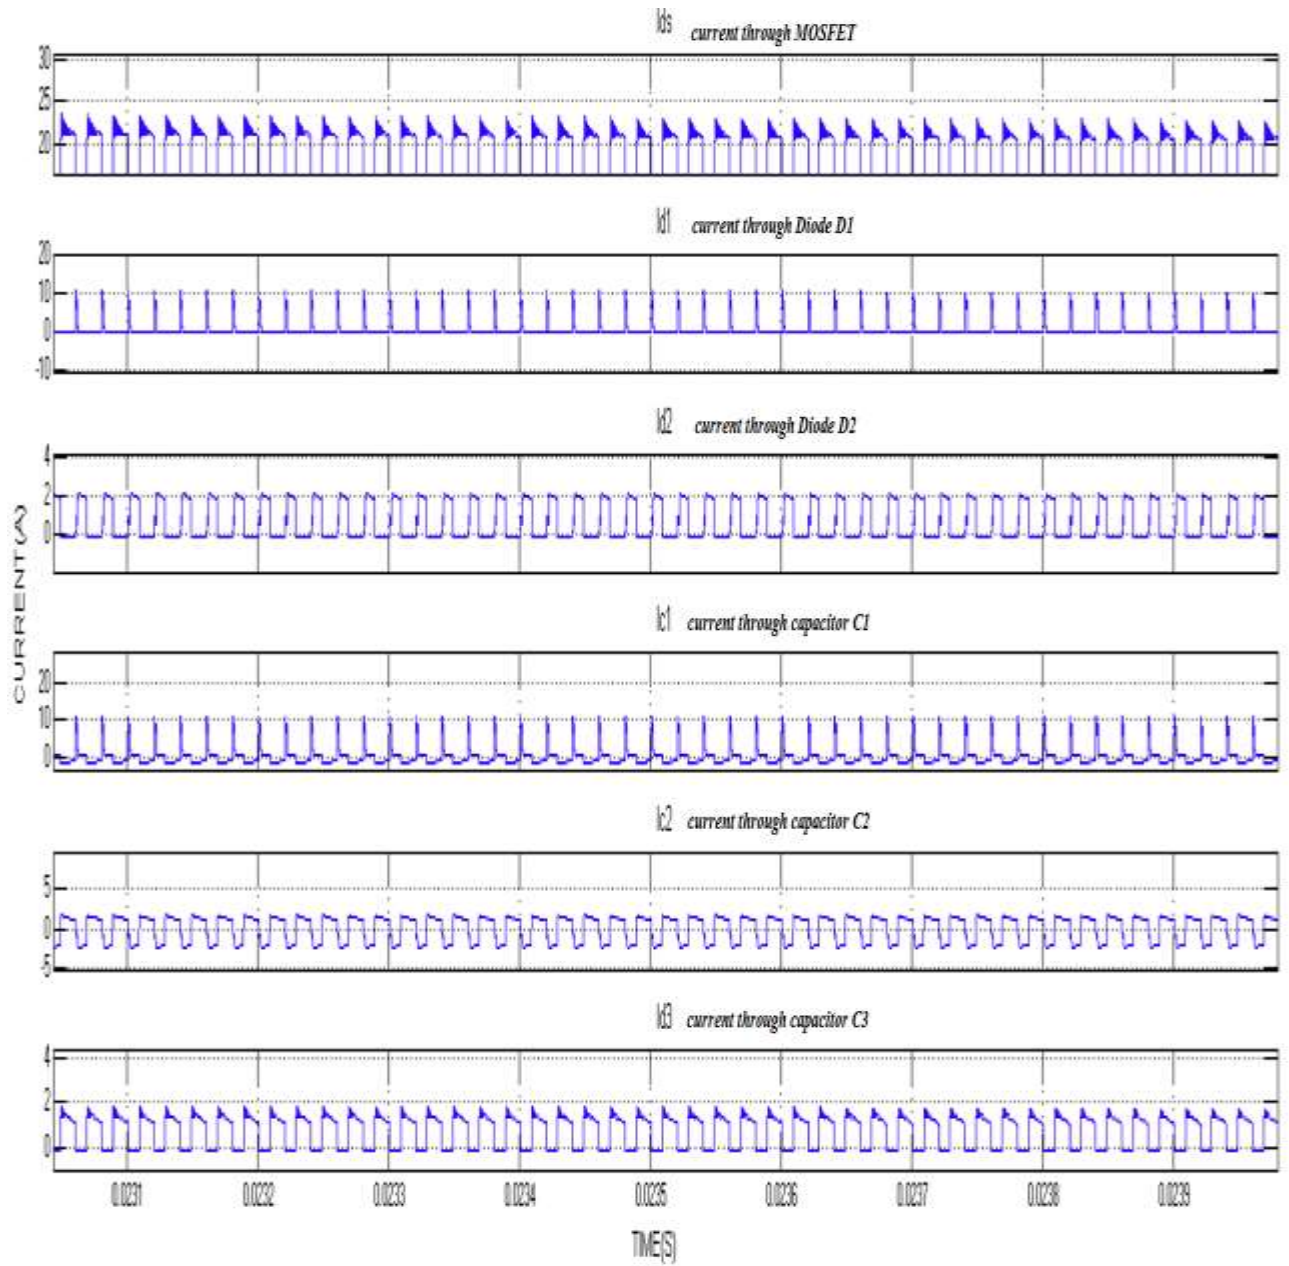 Ids current through MOSFET
30
25
20
Id1 current through Diode D1
20
10
0
-10
Id2 current through Diode D2
4
2
0
CURRENT(A)
Ic1 current through capacitor C1
20
10
0
Ic2 current through capacitor C2
5
0
-5
Id3 current through capacitor C3
4
2
0
0.0231 0.0232 0.0233 0.0234 0.0235 0.0236 0.0237 0.0238 0.0239
TIME(S)